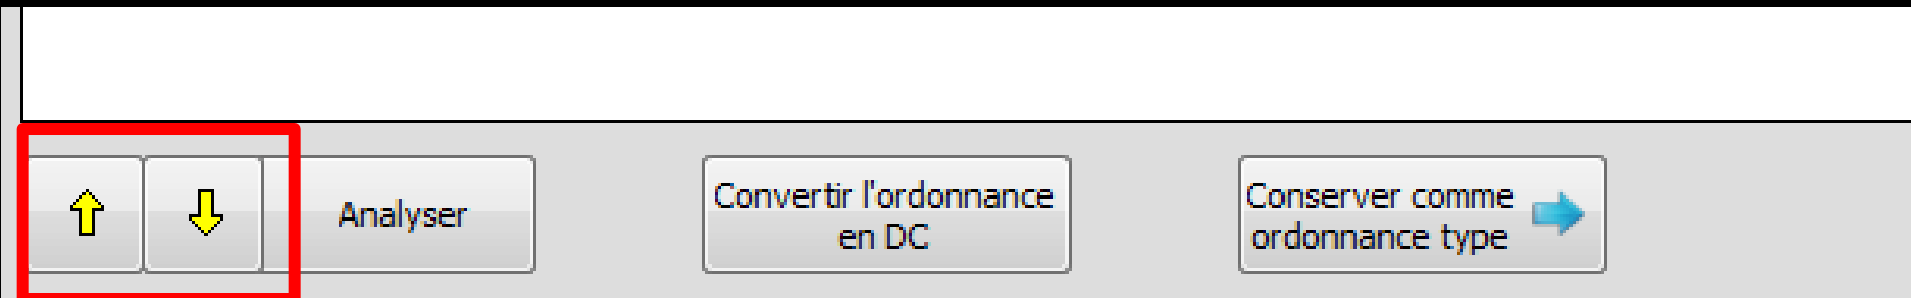 Analyser
Convertir l'ordonnance
en DC
Conserver comme
ordonnance type